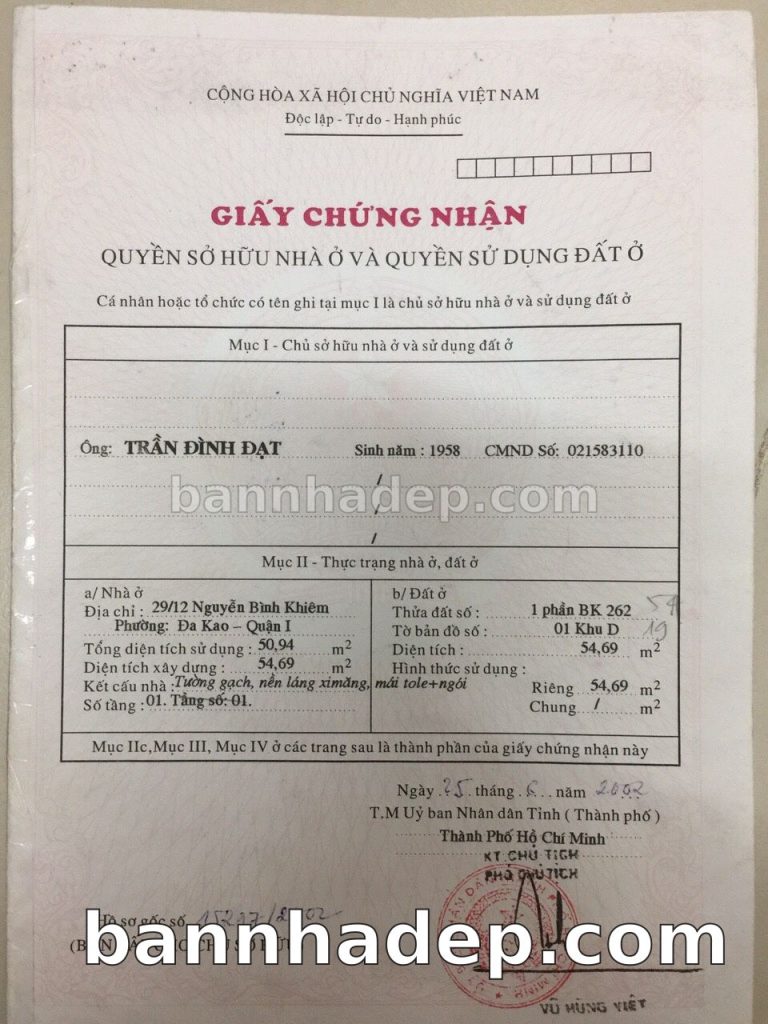 CỘNG HÒA XÃ HỘI CHỦ NGHĨA VIỆT NAM
Độc lập - Tự do - Hạnh phúc
GIẤY CHỨNG NHẬN
QUYỀN SỞ HỮU NHÀ Ở VÀ QUYỀN SỬ DỤNG ĐẤT Ở
Cá nhân hoặc tổ chức có tên ghi tại mục I là chủ sở hữu nhà ở và sử dụng đất ở
Mục I - Chủ sở hữu nhà ở và sử dụng đất ở
Ông: TRẦN ĐÌNH ĐẠT Sinh năm : 1958 CMND Số: 021583110
/
bannhadep.com
/
/
Mục II - Thực trạng nhà ở, đất ở
a/ Nhà ở
Địa chỉ : 29/12 Nguyễn Bỉnh Khiêm
Phường: Đa Kao – Quận I
Tổng diện tích sử dụng : 50,94 m2
Diện tích xây dựng : 54,69 m2
Kết cấu nhà : Tường gạch, nền láng ximăng, mái tole+ngói
Số tầng : 01. Tầng số: 01.
b/ Đất ở
Thửa đất số : 1 phần BK 262 54
Tờ bản đồ số : 01 Khu D 19
Diện tích : 54,69 m2
Hình thức sử dụng :
Riêng 54,69 m2
Chung / m2
Mục IIc,Mục III, Mục IV ở các trang sau là thành phần của giấy chứng nhận này
Ngày 25 tháng 6 năm 2002
T.M Uỷ ban Nhân dân Tỉnh ( Thành phố )
Thành Phố Hồ Chí Minh
KT CHỦ TỊCH
PHÓ CHỦ TỊCH
Hồ sơ gốc số
bannhadep.com
VŨ HÙNG VIỆT